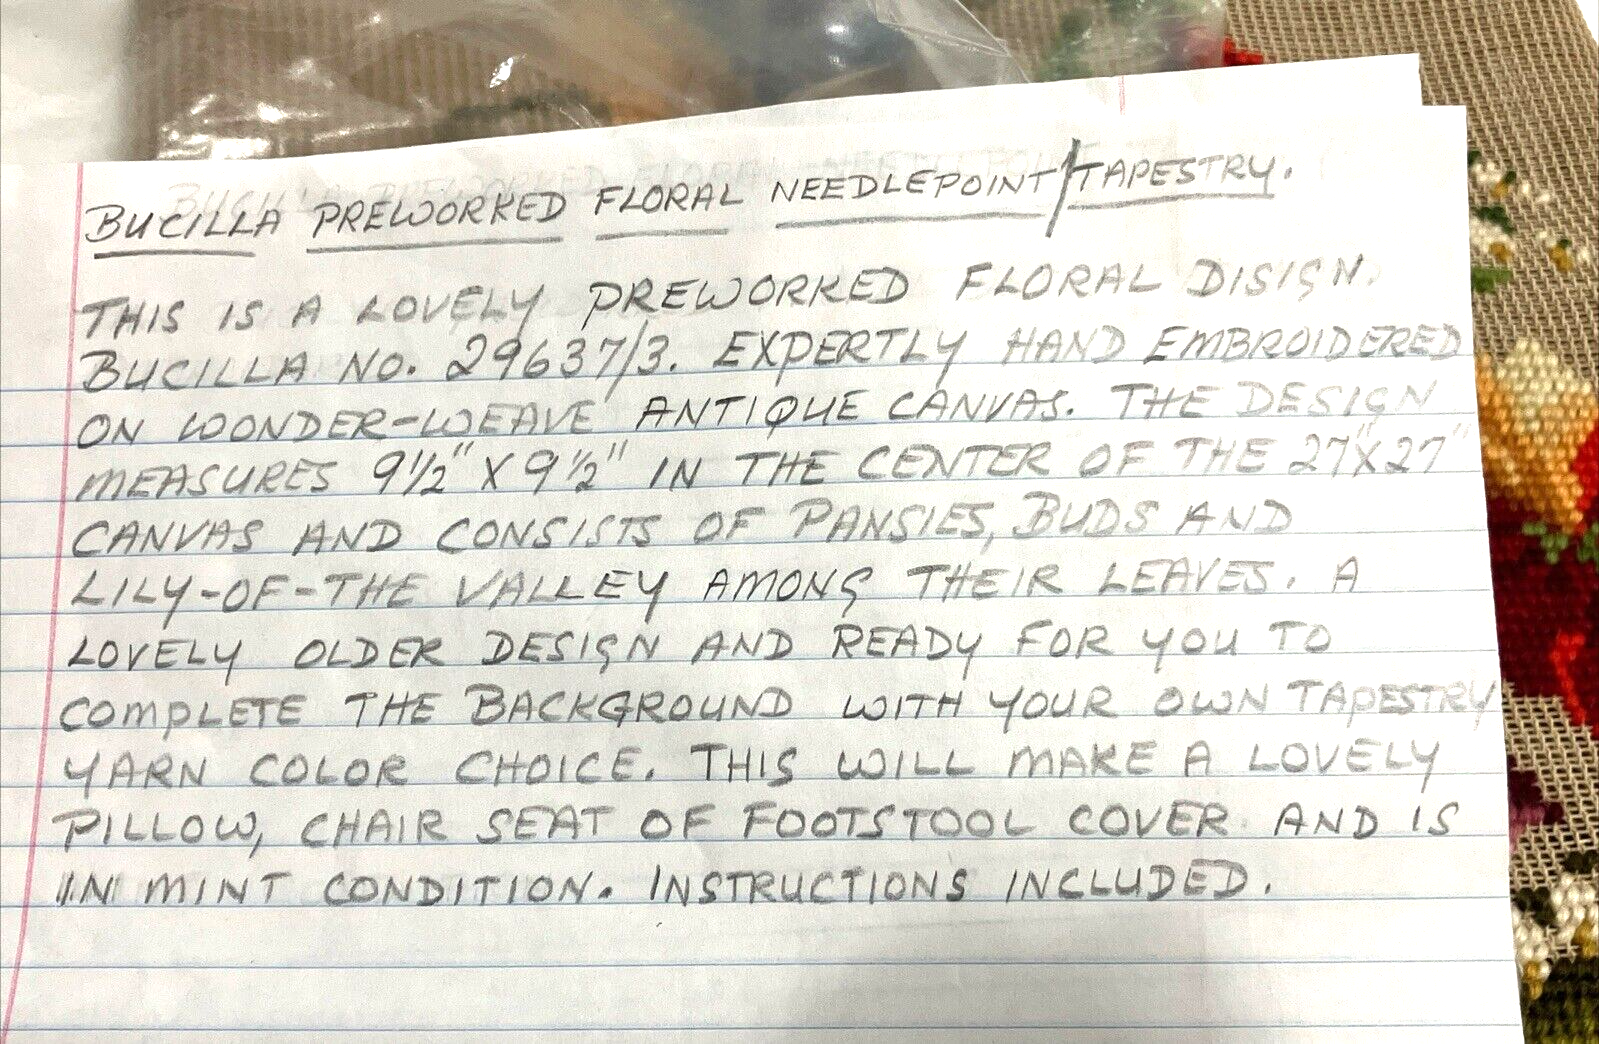 BUCILLA PREWORKED FLORAL NEEDLEPOINT/TAPESTRY.
THIS IS A LOVELY PREWORKED FLORAL DISIGN.
BUCILLA NO. 29637/3. EXPERTLY HAND EMBROIDERED
ON WONDER-WEAVE ANTIQUE CANVAS. THE DESIGN
MEASURES 9½" X 9½" IN THE CENTER OF THE 27"X27"
CANVAS AND CONSISTS OF PANSIES, BUDS AND
LILY-OF-THE VALLEY AMONG THEIR LEAVES. A
LOVELY OLDER DESIGN AND READY FOR YOU TO
COMPLETE THE BACKGROUND WITH YOUR OWN TAPESTRY
YARN COLOR CHOICE. THIS WILL MAKE A LOVELY
PILLOW, CHAIR SEAT OF FOOTSTOOL COVER. AND IS
IN MINT CONDITION. INSTRUCTIONS INCLUDED.